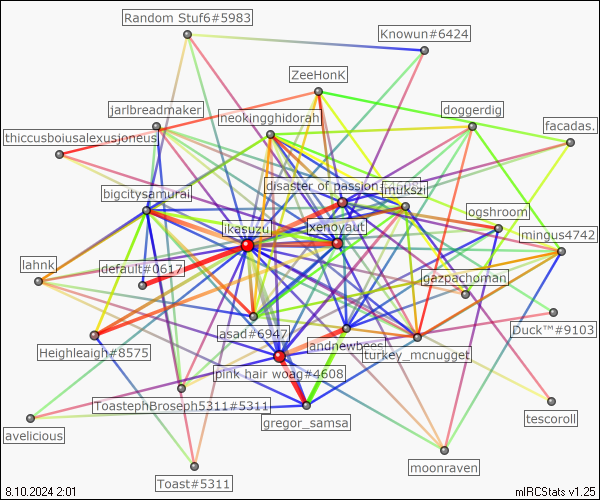 Random Stuf6#5983
Knowun#6424
ZeeHonK
jarlbreadmaker
neokingghidorah
doggerdig
facadas.
thiccusboiusalexusjoneus
disaster of passion
mukszi
bigcitysamurai
ikasuzu
xenoyaut
ogshroom
mingus4742
lahnk
default#0617
gazpachoman
asad#6947
andnewbees
Duck™#9103
Heighleaigh#8575
turkey_mcnugget
pink hair woag#4608
ToastephBroseph5311#5311
gregor_samsa
tescoroll
avelicious
moonraven
Toast#5311
8.10.2024 2:01
mIRCStats v1.25